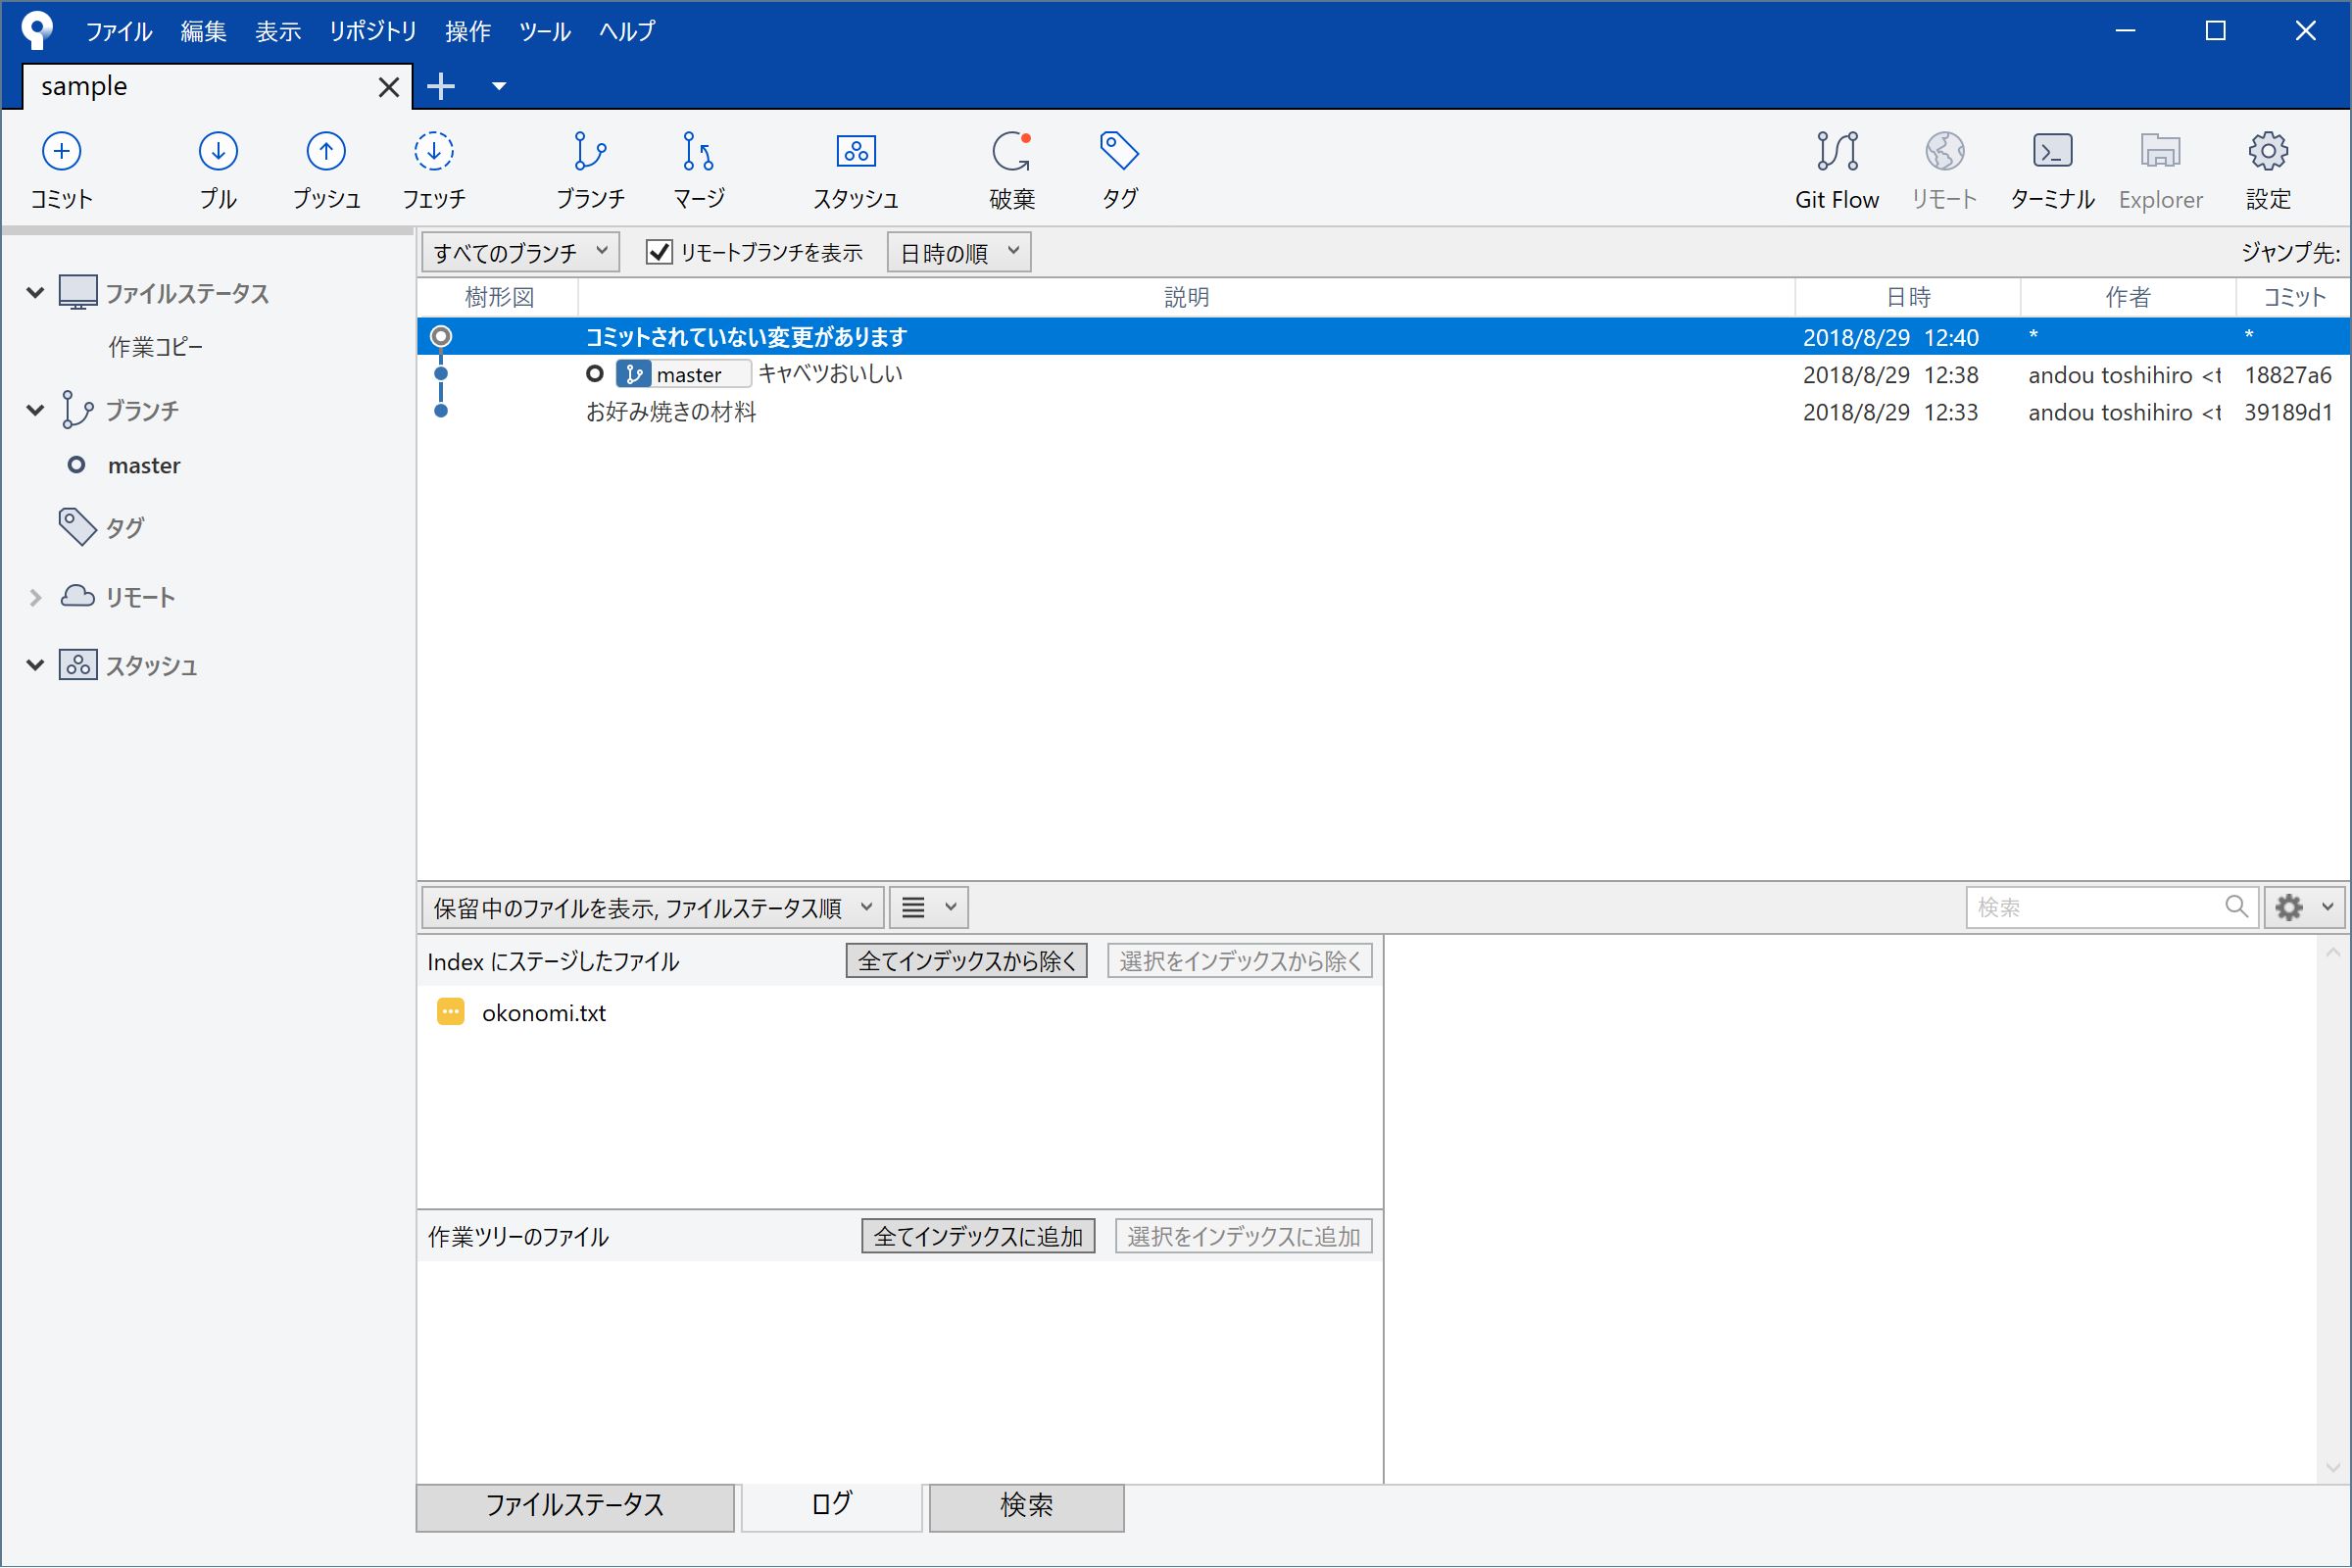 ファイル 編集 表示 リポジトリ 操作 ツール ヘルプ
sample
コミット プル プッシュ フェッチ ブランチ マージ スタッシュ 破棄 タグ Git Flow リモート ターミナル Explorer 設定
すべてのブランチ リモートブランチを表示 日時の順 ジャンプ先:
ファイルステータス
作業コピー
ブランチ
master
タグ
リモート
スタッシュ
樹形図 説明 日時 作者 コミット
コミットされていない変更があります 2018/8/29 12:40 * *
master キャベツおいしい 2018/8/29 12:38 andou toshihiro <t 18827a6
お好み焼きの材料 2018/8/29 12:33 andou toshihiro <t 39189d1
保留中のファイルを表示, ファイルステータス順 検索
Index にステージしたファイル 全てインデックスから除く 選択をインデックスから除く
okonomi.txt
作業ツリーのファイル 全てインデックスに追加 選択をインデックスに追加
ファイルステータス ログ 検索